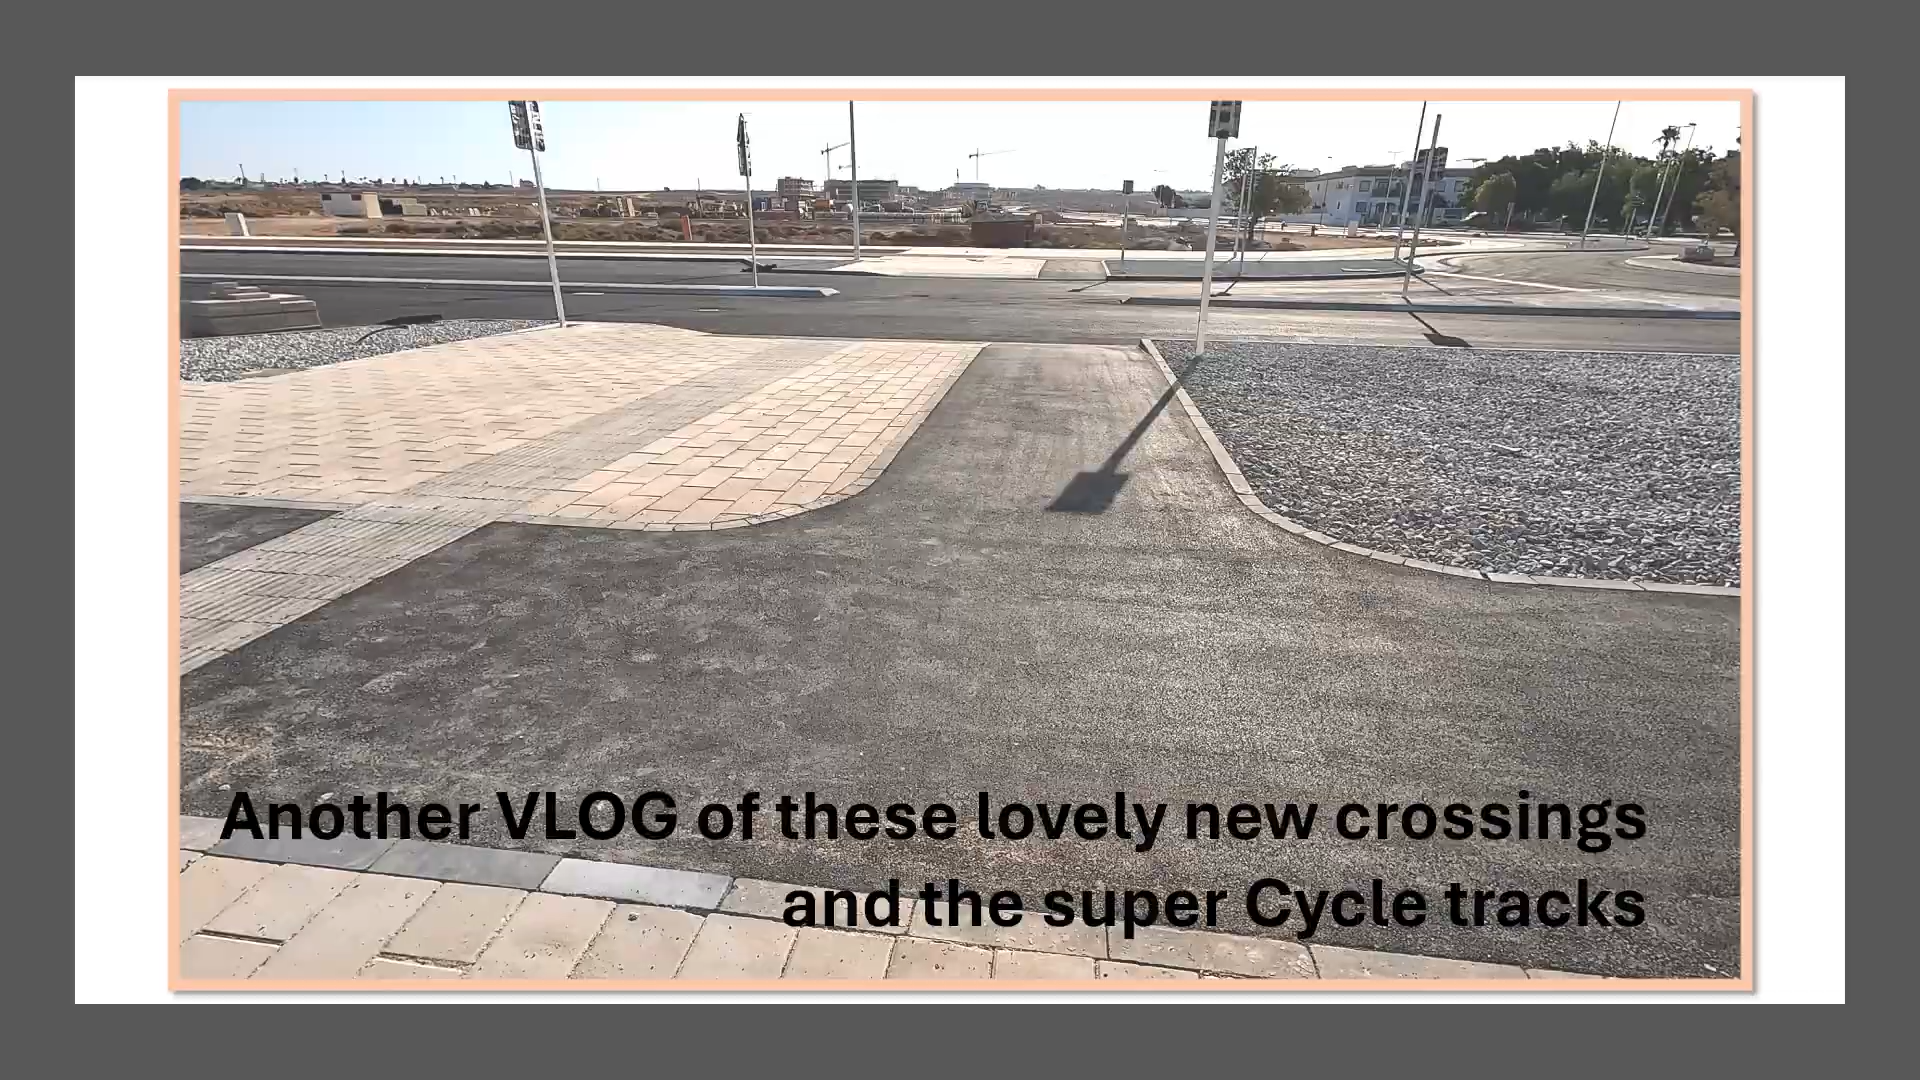 Another VLOG of these lovely new crossings
and the super Cycle tracks